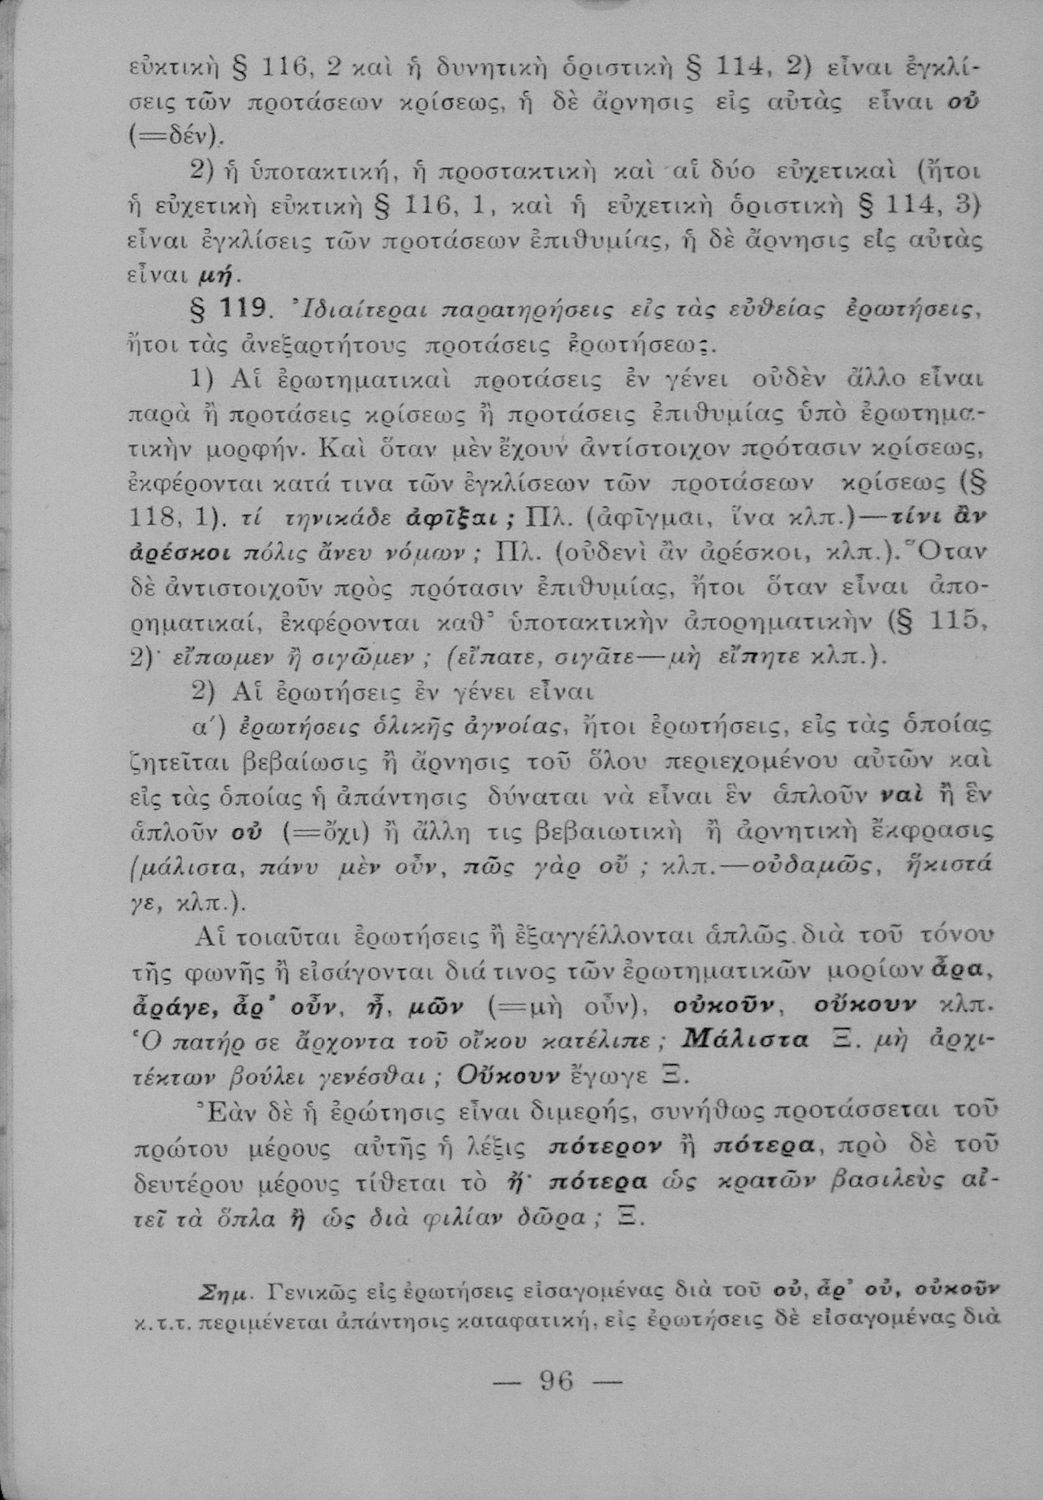 εὐκτικὴ § 116, 2 καὶ ἡ δυνητικὴ ὁριστικὴ § 114, 2) εἶναι ἐγκλί-
σεις τῶν προτάσεων κρίσεως, ἡ δὲ ἄρνησις εἰς αὐτὰς εἶναι οὐ
(=δέν).
2) ἡ ὑποτακτική, ἡ προστακτικὴ καὶ αἱ δύο εὐχετικαὶ (ἤτοι
ἡ εὐχετικὴ εὐκτικὴ § 116, 1, καὶ ἡ εὐχετικὴ ὁριστικὴ § 114, 3)
εἶναι ἐγκλίσεις τῶν προτάσεων ἐπιθυμίας, ἡ δὲ ἄρνησις εἰς αὐτὰς
εἶναι μή.
§ 119. Ἰδιαίτεραι παρατηρήσεις εἰς τὰς εὐθείας ἐρωτήσεις,
ἤτοι τὰς ἀνεξαρτήτους προτάσεις ἐρωτήσεως.
1) Αἱ ἐρωτηματικαὶ προτάσεις ἐν γένει οὐδὲν ἄλλο εἶναι
παρὰ ἢ προτάσεις κρίσεως ἢ προτάσεις ἐπιθυμίας ὑπὸ ἐρωτημα-
τικὴν μορφήν. Καὶ ὅταν μὲν ἔχουν ἀντίστοιχον πρότασιν κρίσεως,
ἐκφέρονται κατά τινα τῶν ἐγκλίσεων τῶν προτάσεων κρίσεως (§
118, 1). τί τηνικάδε ἀφῖξαι ; Πλ. (ἀφῖγμαι, ἵνα κλπ.)—τίνι ἂν
ἀρέσκοι πόλις ἄνευ νόμων ; Πλ. (οὐδενὶ ἂν ἀρέσκοι, κλπ.). Ὅταν
δὲ ἀντιστοιχοῦν πρὸς πρότασιν ἐπιθυμίας, ἤτοι ὅταν εἶναι ἀπο-
ρηματικαί, ἐκφέρονται καθ᾽ ὑποτακτικὴν ἀπορηματικὴν (§ 115,
2)· εἴπωμεν ἢ σιγῶμεν ; (εἴπατε, σιγᾶτε—μὴ εἴπητε κλπ.).
2) Αἱ ἐρωτήσεις ἐν γένει εἶναι
α΄) ἐρωτήσεις ὁλικῆς ἀγνοίας, ἤτοι ἐρωτήσεις, εἰς τὰς ὁποίας
ζητεῖται βεβαίωσις ἢ ἄρνησις τοῦ ὅλου περιεχομένου αὐτῶν καὶ
εἰς τὰς ὁποίας ἡ ἀπάντησις δύναται νὰ εἶναι ἓν ἁπλοῦν ναὶ ἢ ἓν
ἁπλοῦν οὐ (=ὄχι) ἢ ἄλλη τις βεβαιωτικὴ ἢ ἀρνητικὴ ἔκφρασις
(μάλιστα, πάνυ μὲν οὖν, πῶς γὰρ οὔ ; κλπ.—οὐδαμῶς, ἥκιστά
γε, κλπ.).
Αἱ τοιαῦται ἐρωτήσεις ἢ ἐξαγγέλλονται ἁπλῶς διὰ τοῦ τόνου
τῆς φωνῆς ἢ εἰσάγονται διά τινος τῶν ἐρωτηματικῶν μορίων ἆρα,
ἆράγε, ἆρ᾽ οὖν, ἦ, μῶν (=μὴ οὖν), οὐκοῦν, οὔκουν κλπ.
Ὁ πατήρ σε ἄρχοντα τοῦ οἴκου κατέλιπε ; Μάλιστα Ξ. μὴ ἀρχι-
τέκτων βούλει γενέσθαι ; Οὔκουν ἔγωγε Ξ.
Ἐὰν δὲ ἡ ἐρώτησις εἶναι διμερής, συνήθως προτάσσεται τοῦ
πρώτου μέρους αὐτῆς ἡ λέξις πότερον ἢ πότερα, πρὸ δὲ τοῦ
δευτέρου μέρους τίθεται τὸ ἤ· πότερα ὡς κρατῶν βασιλεὺς αἰ-
τεῖ τὰ ὅπλα ἢ ὡς διὰ φιλίαν δῶρα ; Ξ.
Σημ. Γενικῶς εἰς ἐρωτήσεις εἰσαγομένας διὰ τοῦ οὐ, ἆρ᾽ οὐ, οὐκοῦν
κ.τ.τ. περιμένεται ἀπάντησις καταφατική, εἰς ἐρωτήσεις δὲ εἰσαγομένας διὰ
— 96 —